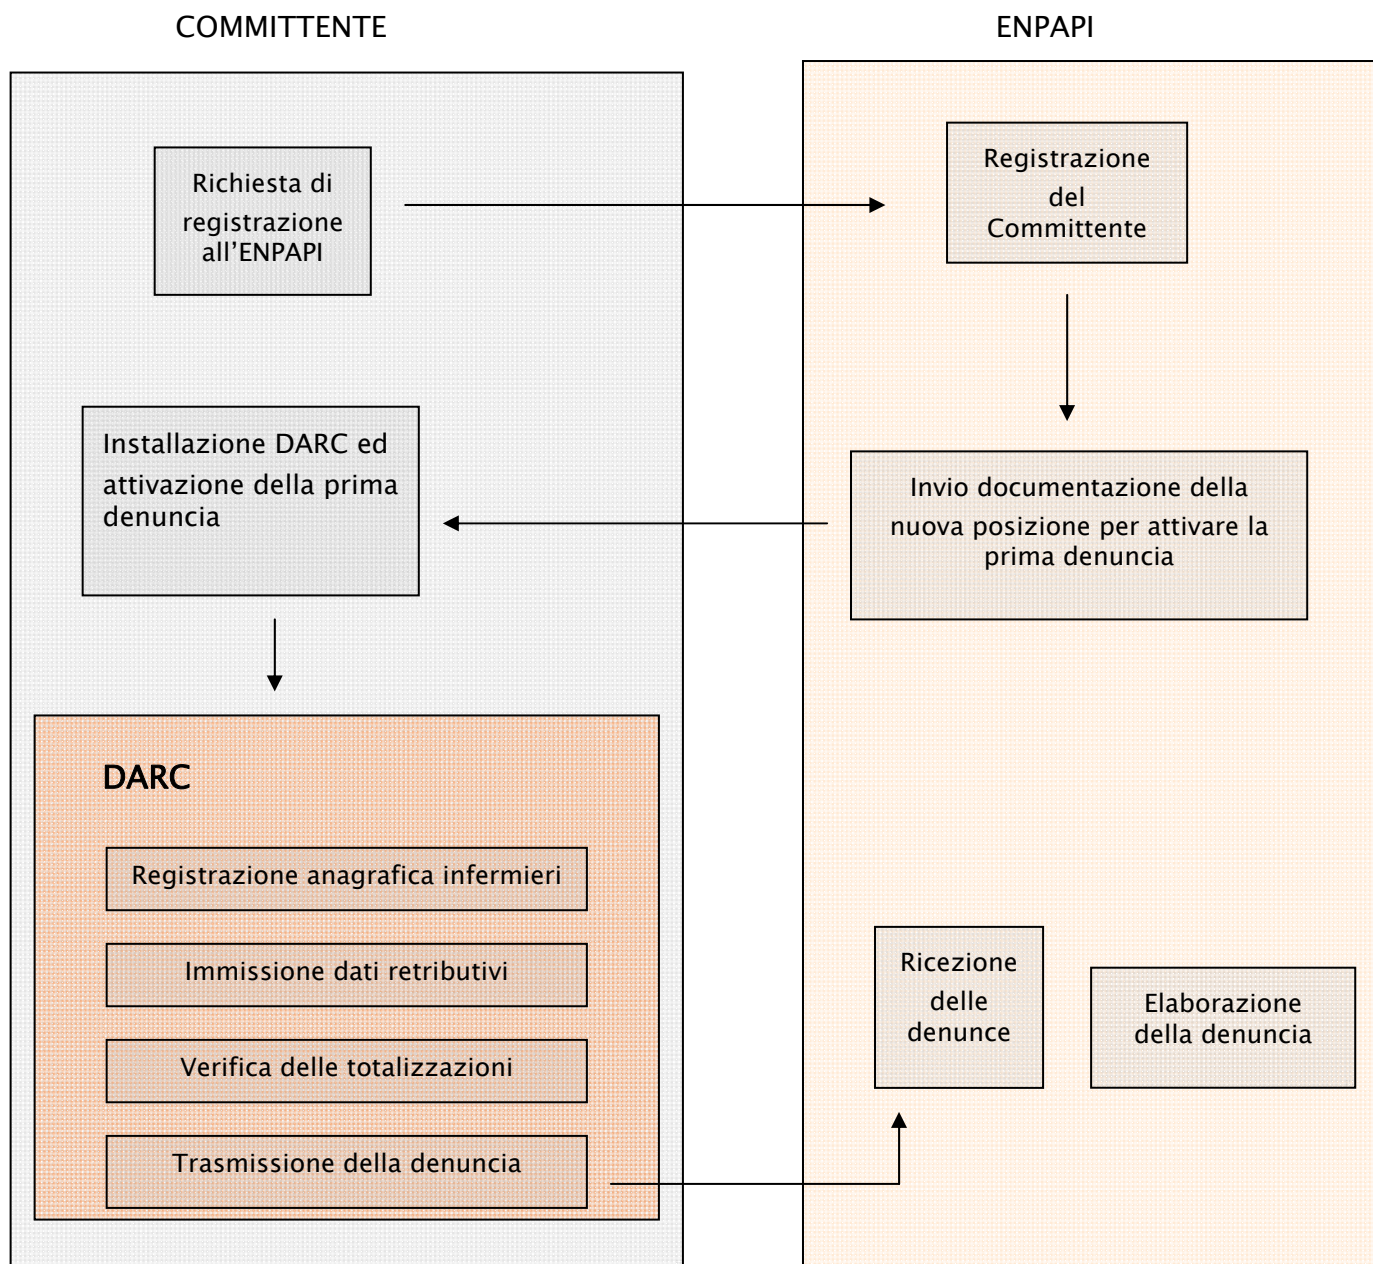 COMMITTENTE
ENPAPI
Richiesta di
registrazione
all’ENPAPI
Registrazione
del
Committente
Installazione DARC ed
attivazione della prima
denuncia
Invio documentazione della
nuova posizione per attivare la
prima denuncia
DARC
Registrazione anagrafica infermieri
Immissione dati retributivi
Verifica delle totalizzazioni
Trasmissione della denuncia
Ricezione
delle
denunce
Elaborazione
della denuncia